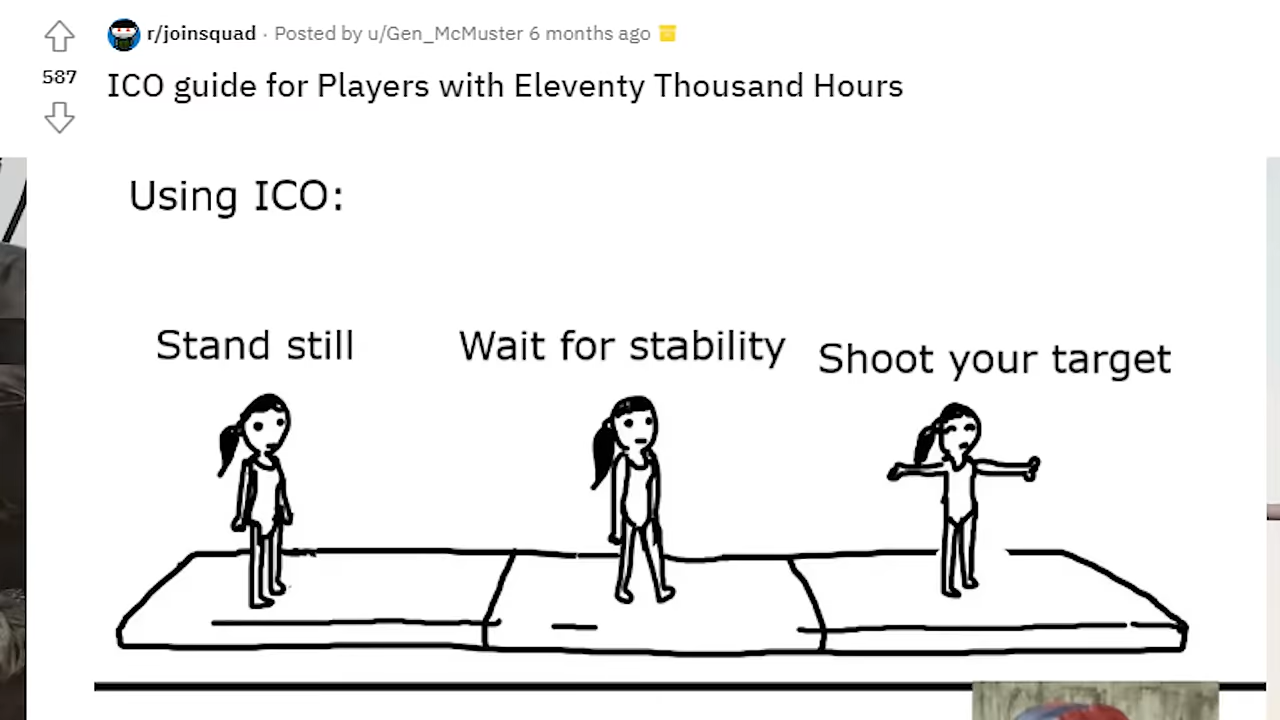 r/joinsquad · Posted by u/Gen_McMuster 6 months ago
587
ICO guide for Players with Eleventy Thousand Hours
Using ICO:
Stand still
Wait for stability
Shoot your target